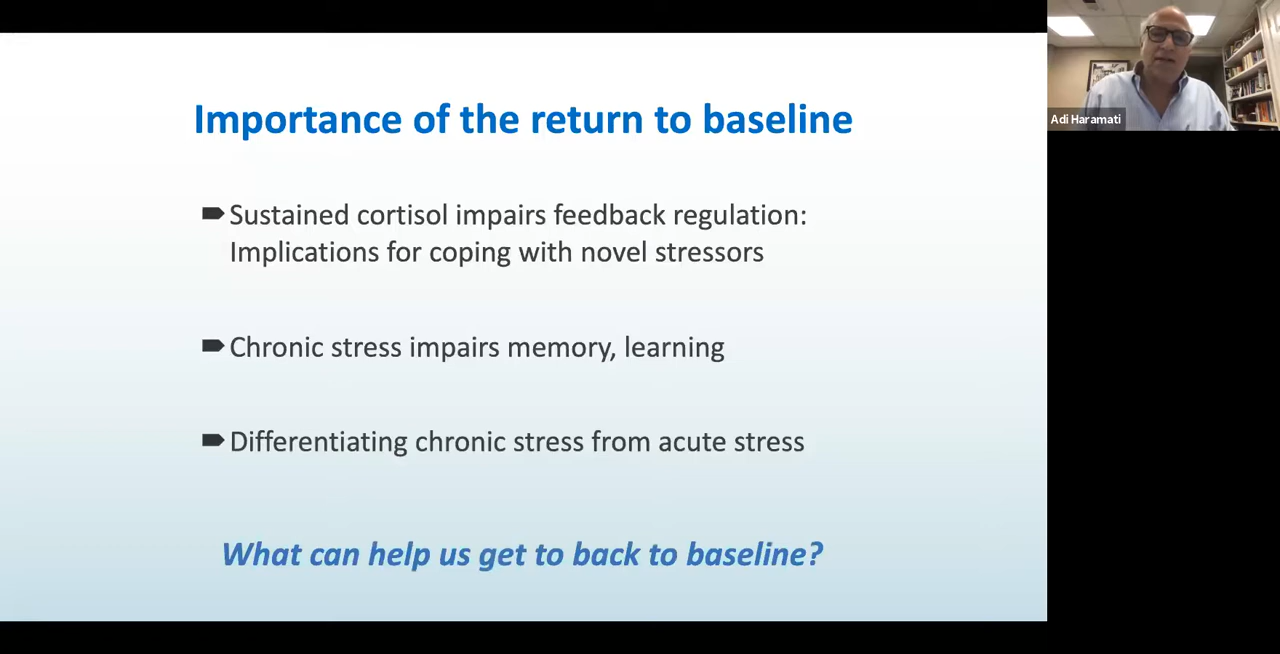 Importance of the return to baseline
Sustained cortisol impairs feedback regulation:
Implications for coping with novel stressors
Chronic stress impairs memory, learning
Differentiating chronic stress from acute stress
What can help us get to back to baseline?
Adi Haramati